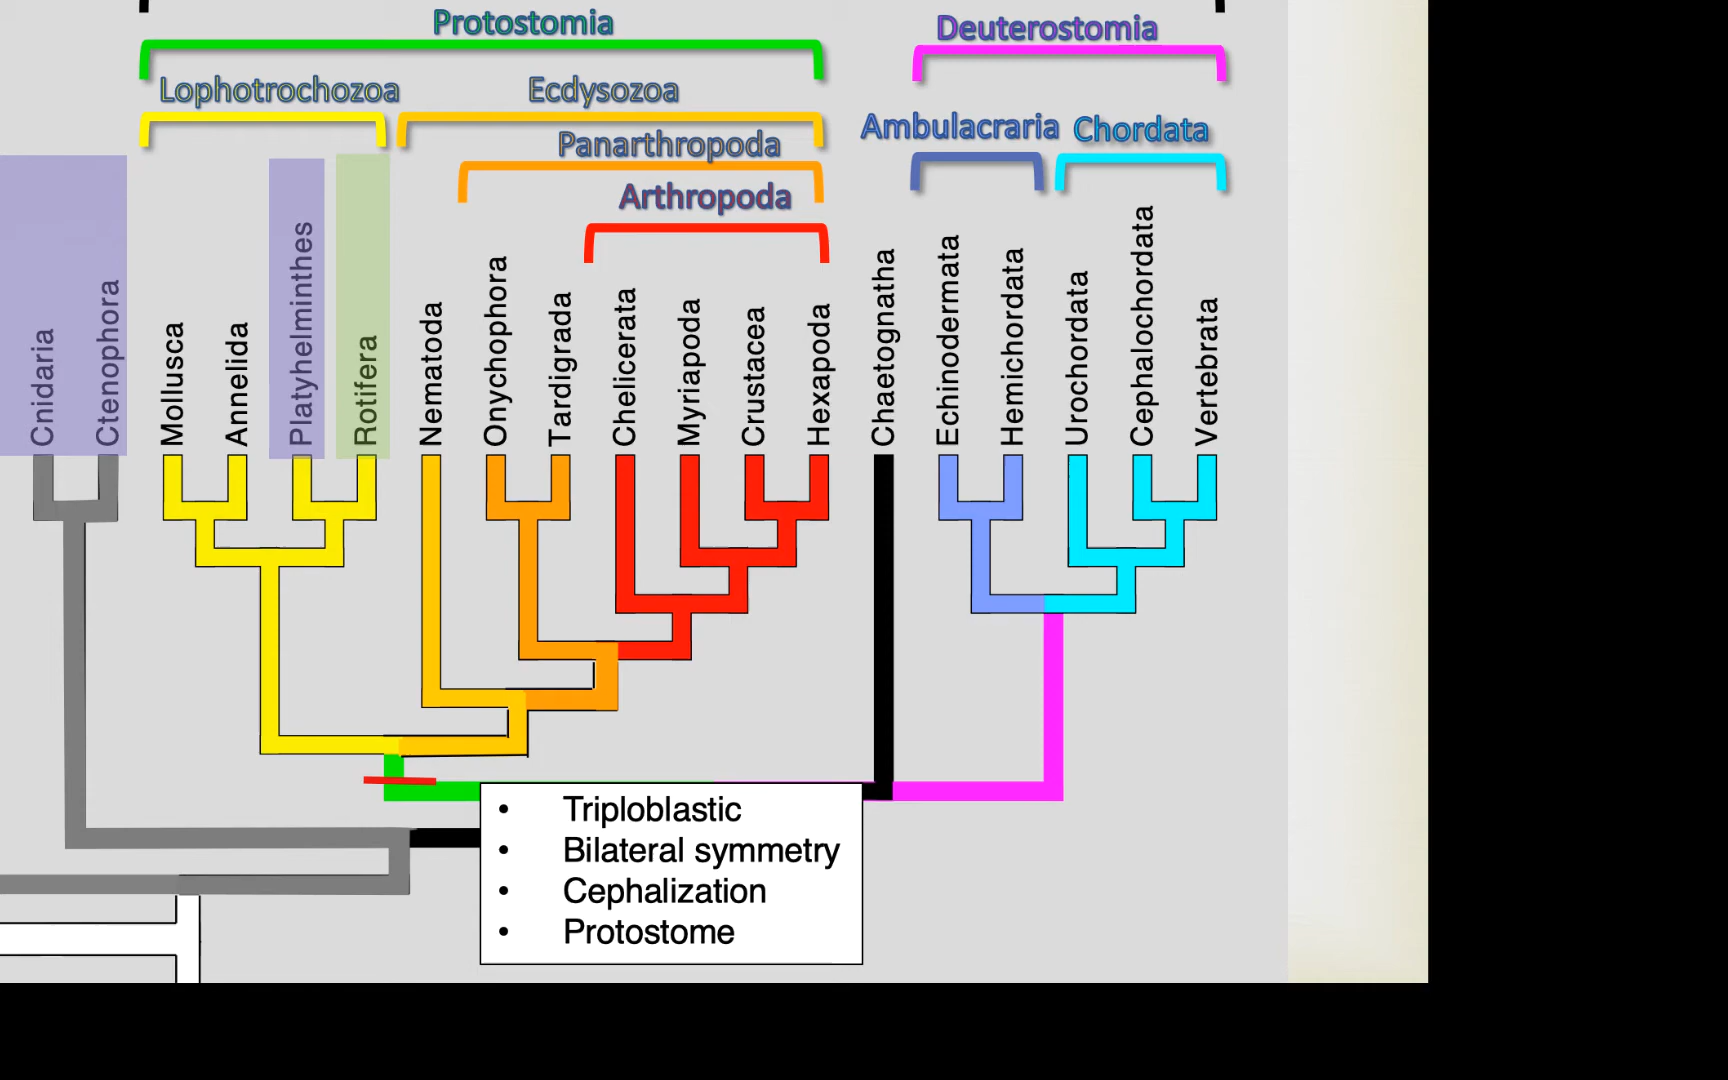 Protostomia
Deuterostomia
Lophotrochozoa
Ecdysozoa
Panarthropoda
Ambulacraria
Chordata
Arthropoda
Cnidaria
Ctenophora
Mollusca
Annelida
Platyhelminthes
Rotifera
Nematoda
Onychophora
Tardigrada
Chelicerata
Myriapoda
Crustacea
Hexapoda
Chaetognatha
Echinodermata
Hemichordata
Urochordata
Cephalochordata
Vertebrata
• Triploblastic
• Bilateral symmetry
• Cephalization
• Protostome